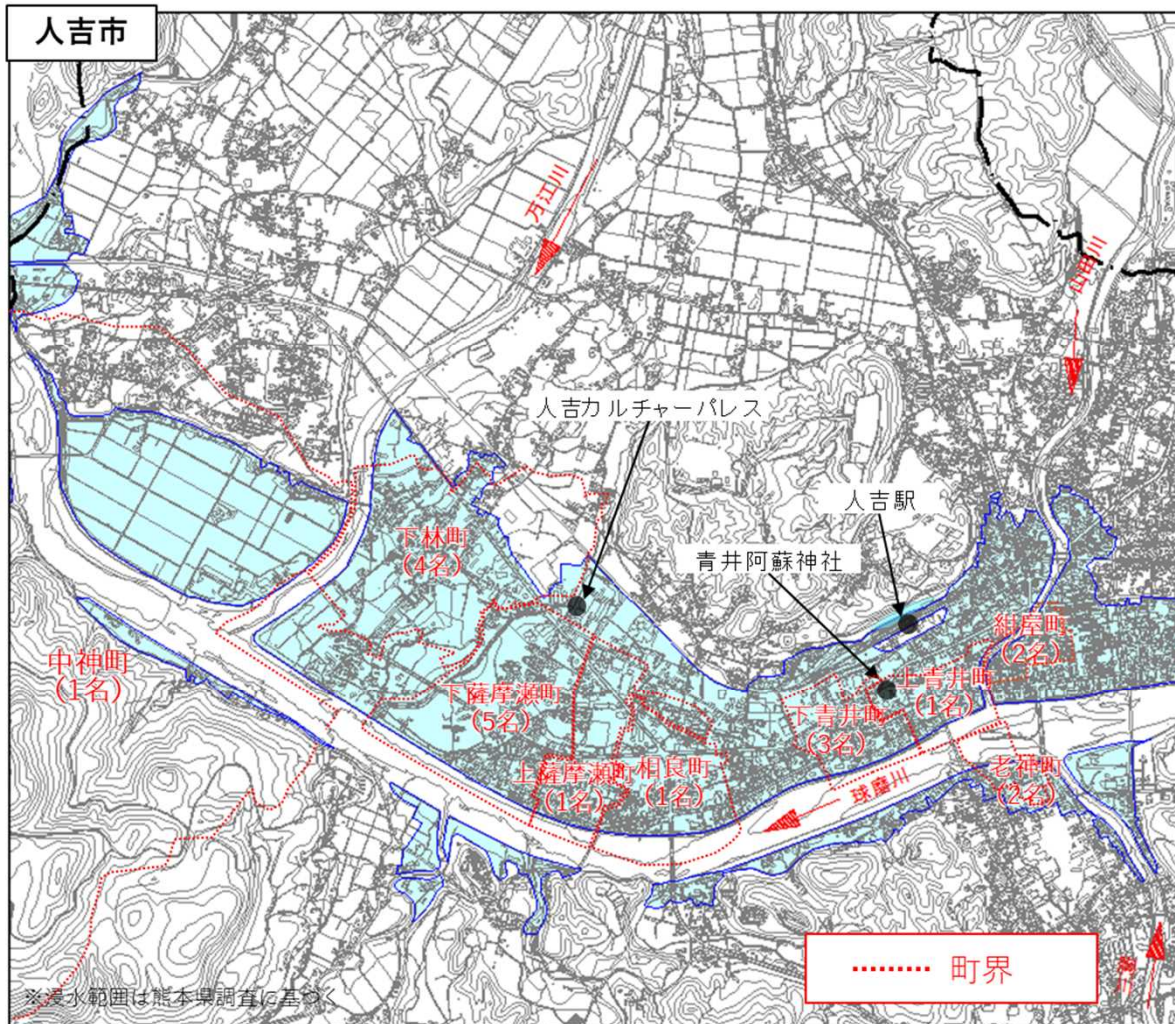 人吉市
万江川
山田川
人吉カルチャーパレス
人吉駅
青井阿蘇神社
下林町
(4名)
紺屋町
(2名)
中神町
(1名)
上青井町
(1名)
下薩摩瀬町
(5名)
下青井町
(3名)
上薩摩瀬町
(1名)
相良町
(1名)
老神町
(2名)
球磨川
町界
※浸水範囲は熊本県調査に基づく